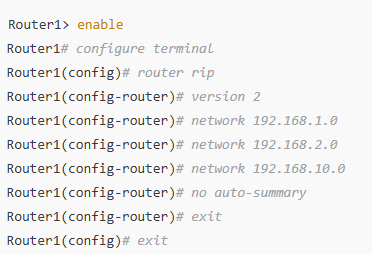 Router1> enable
Router1# configure terminal
Router1(config)# router rip
Router1(config-router)# version 2
Router1(config-router)# network 192.168.1.0
Router1(config-router)# network 192.168.2.0
Router1(config-router)# network 192.168.10.0
Router1(config-router)# no auto-summary
Router1(config-router)# exit
Router1(config)# exit